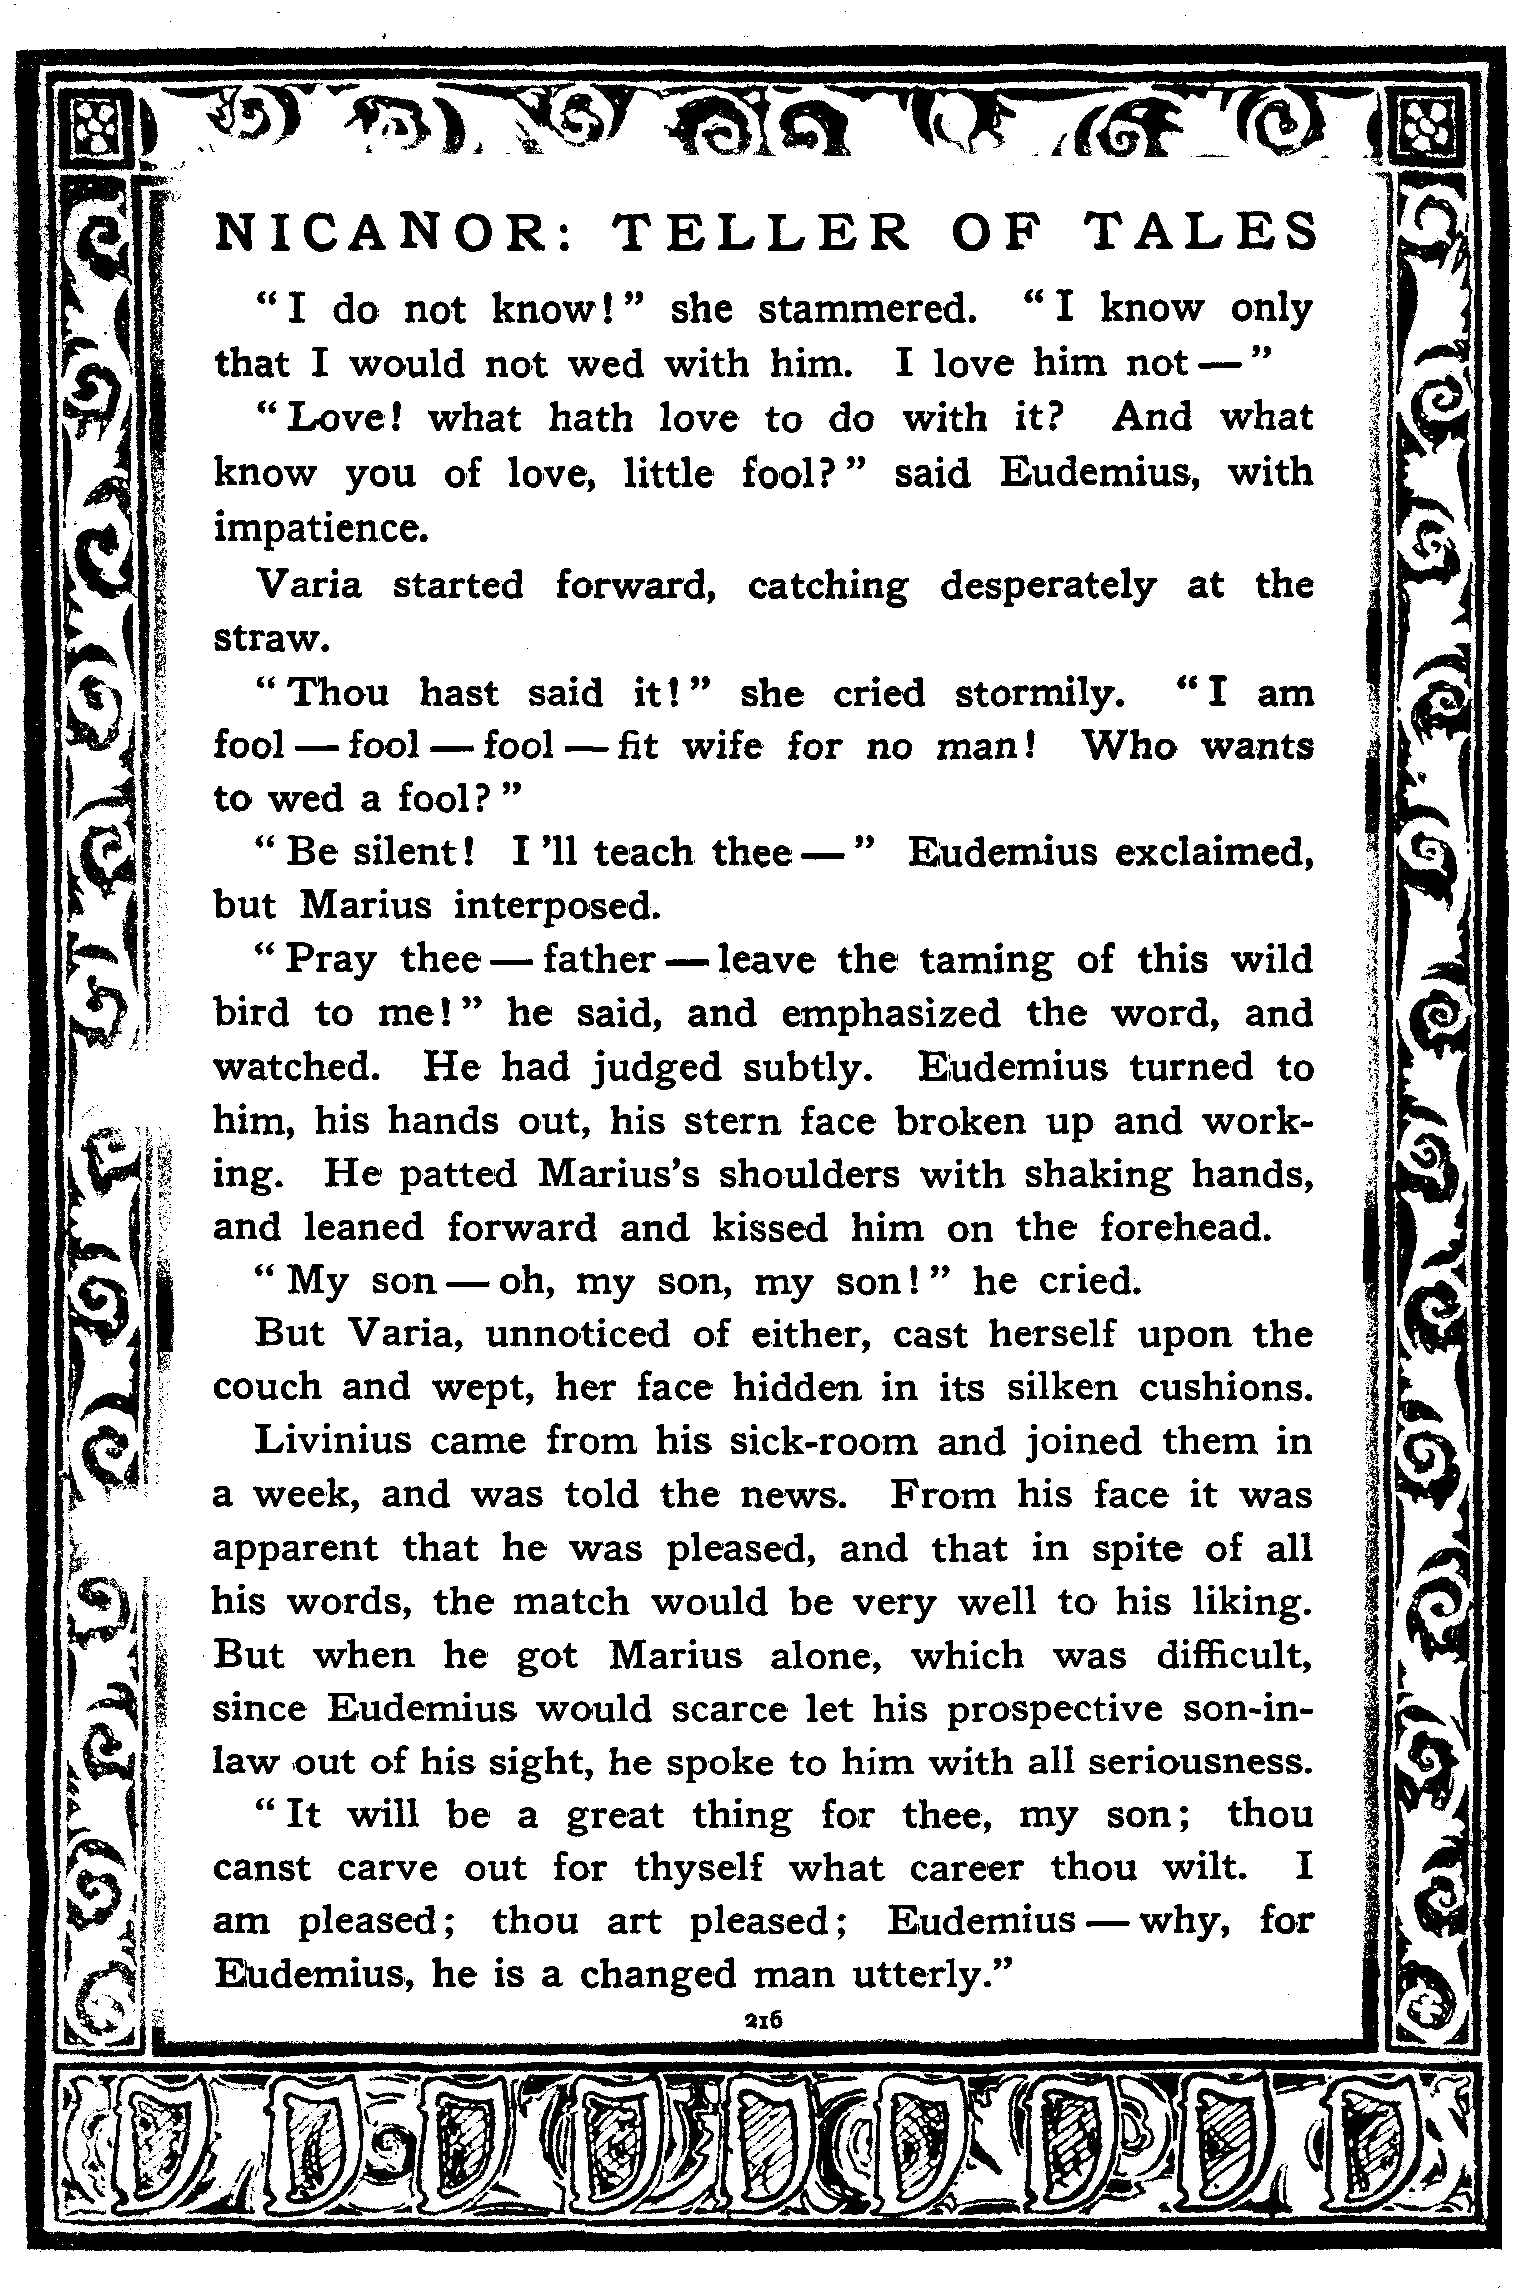 NICANOR: TELLER OF TALES
“I do not know!” she stammered. “I know only
that I would not wed with him. I love him not—”
“Love! what hath love to do with it? And what
know you of love, little fool?” said Eudemius, with
impatience.
Varia started forward, catching desperately at the
straw.
“Thou hast said it!” she cried stormily. “I am
fool—fool—fool—fit wife for no man! Who wants
to wed a fool?”
“Be silent! I ’ll teach thee—” Eudemius exclaimed,
but Marius interposed.
“Pray thee—father—leave the taming of this wild
bird to me!” he said, and emphasized the word, and
watched. He had judged subtly. Eudemius turned to
him, his hands out, his stern face broken up and work-
ing. He patted Marius’s shoulders with shaking hands,
and leaned forward and kissed him on the forehead.
“My son—oh, my son, my son!” he cried.
But Varia, unnoticed of either, cast herself upon the
couch and wept, her face hidden in its silken cushions.
Livinius came from his sick-room and joined them in
a week, and was told the news. From his face it was
apparent that he was pleased, and that in spite of all
his words, the match would be very well to his liking.
But when he got Marius alone, which was difficult,
since Eudemius would scarce let his prospective son-in-
law out of his sight, he spoke to him with all seriousness.
“It will be a great thing for thee, my son; thou
canst carve out for thyself what career thou wilt. I
am pleased; thou art pleased; Eudemius—why, for
Eudemius, he is a changed man utterly.”
216